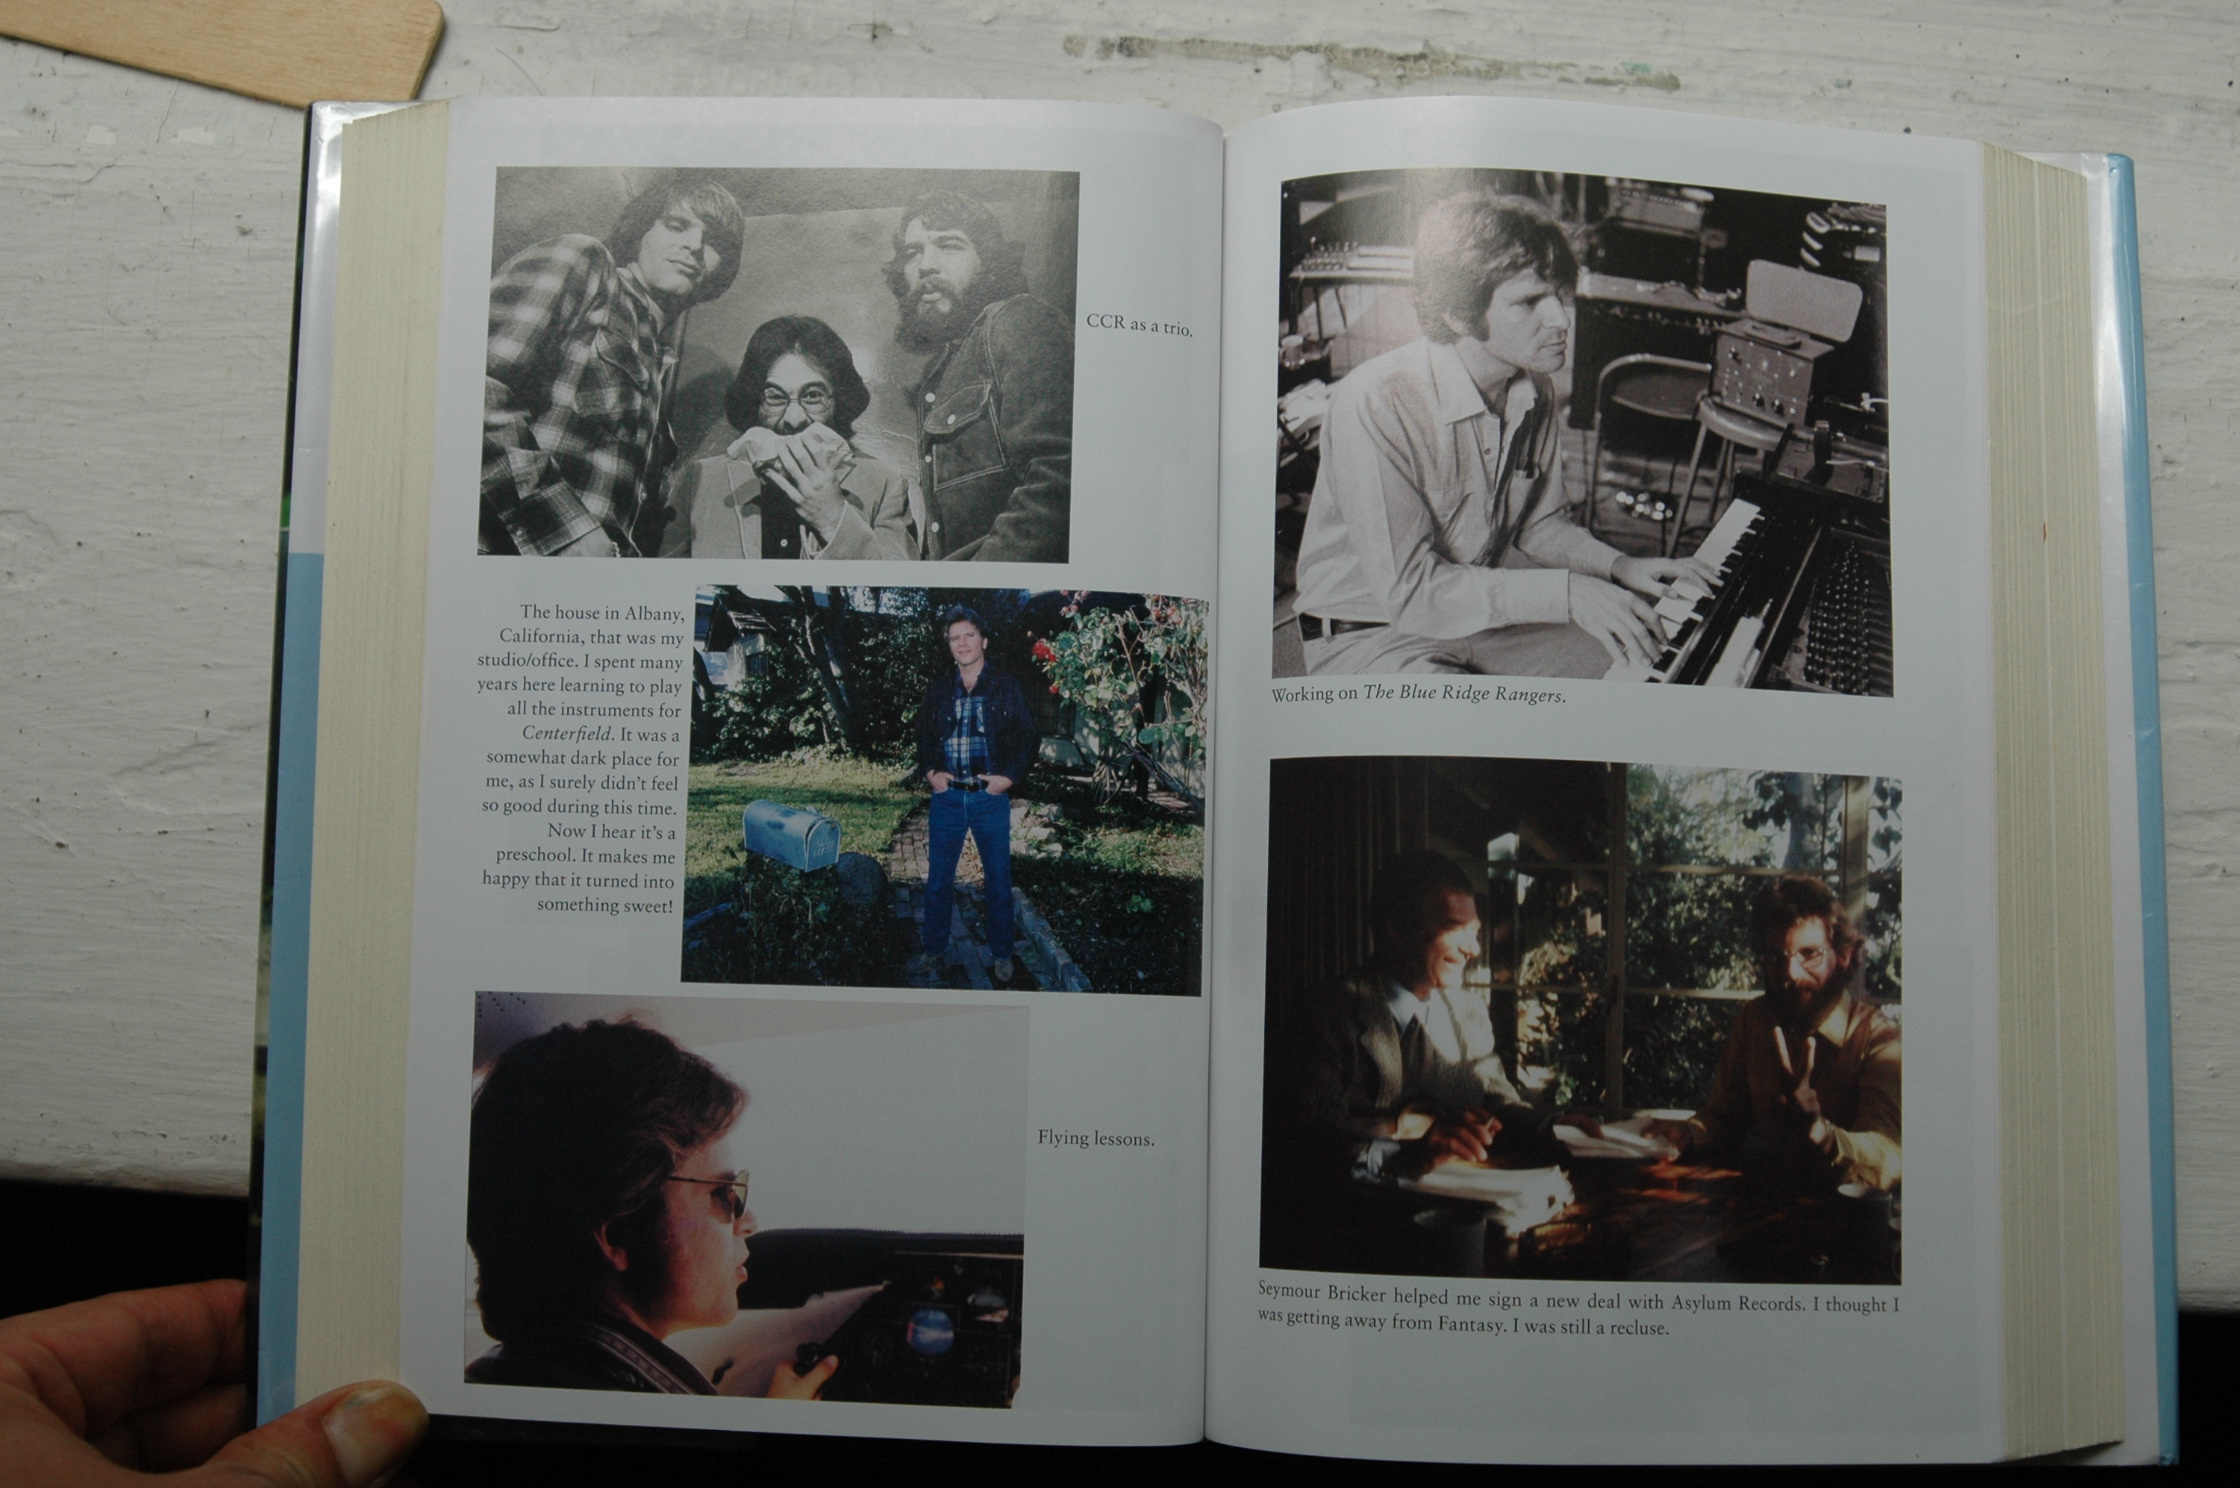 CCR as a trio.
The house in Albany,
California, that was my
studio/office. I spent many
years here learning to play
all the instruments for
Centerfield. It was a
somewhat dark place for
me, as I surely didn't feel
so good during this time.
Now I hear it's a
preschool. It makes me
happy that it turned into
something sweet!
Flying lessons.
Working on The Blue Ridge Rangers.
Seymour Bricker helped me sign a new deal with Asylum Records. I thought I
was getting away from Fantasy. I was still a recluse.